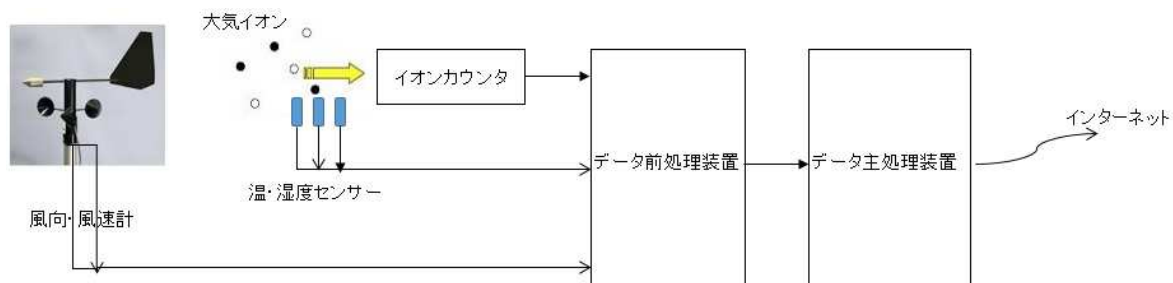 大気イオン
イオンカウンタ
インターネット
データ前処理装置
データ主処理装置
温・湿度センサー
風向・風速計